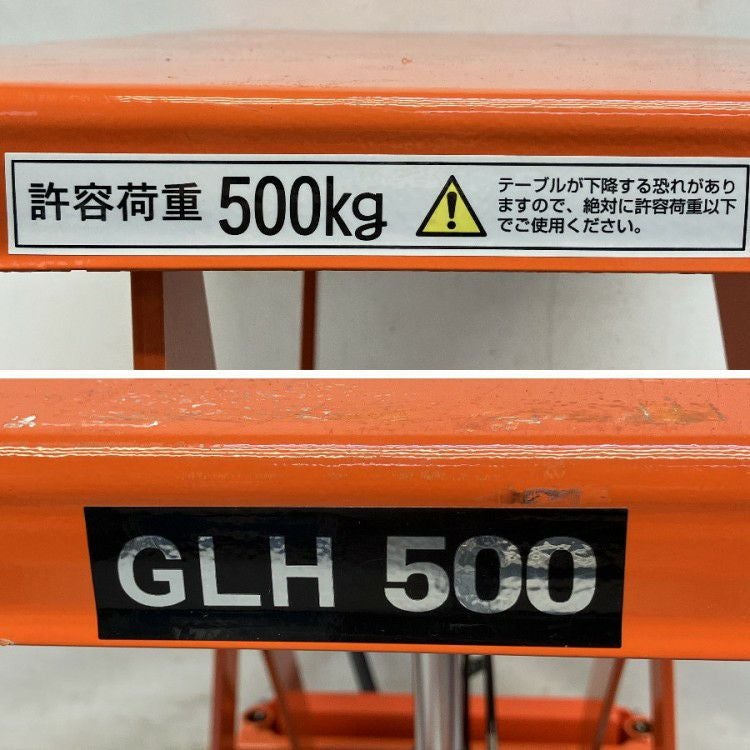 許容荷重 500kg
テーブルが下降する恐れがあり
ますので、絶対に許容荷重以下
でご使用ください。
GLH 500